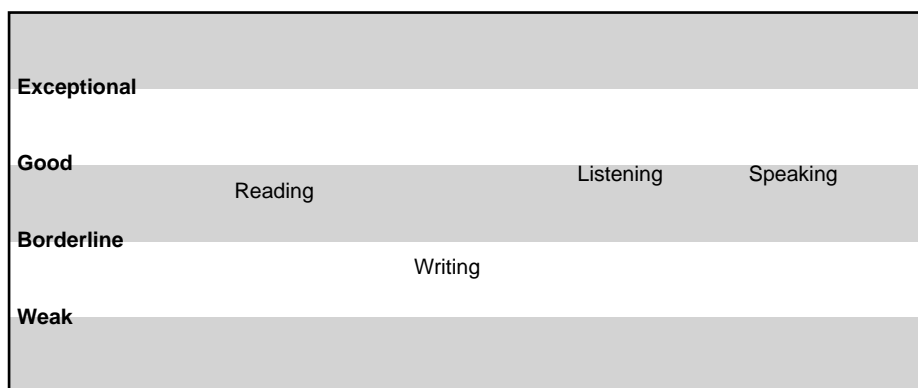 Exceptional
Good
Listening Speaking
Reading
Borderline
Writing
Weak